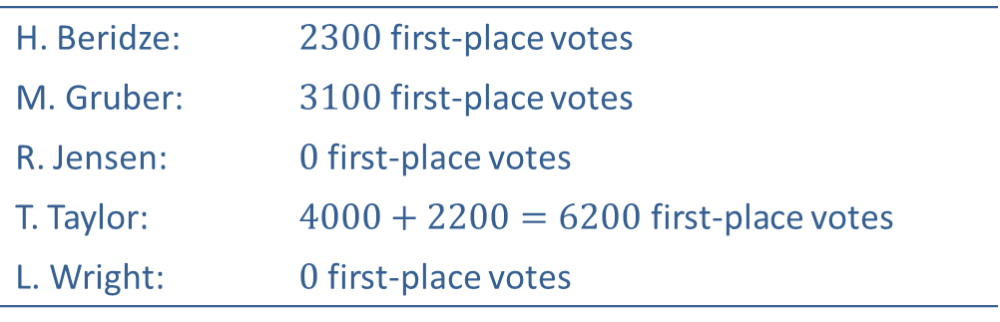 H. Beridze: 2300 first-place votes
M. Gruber: 3100 first-place votes
R. Jensen: 0 first-place votes
T. Taylor: 4000 + 2200 = 6200 first-place votes
L. Wright: 0 first-place votes